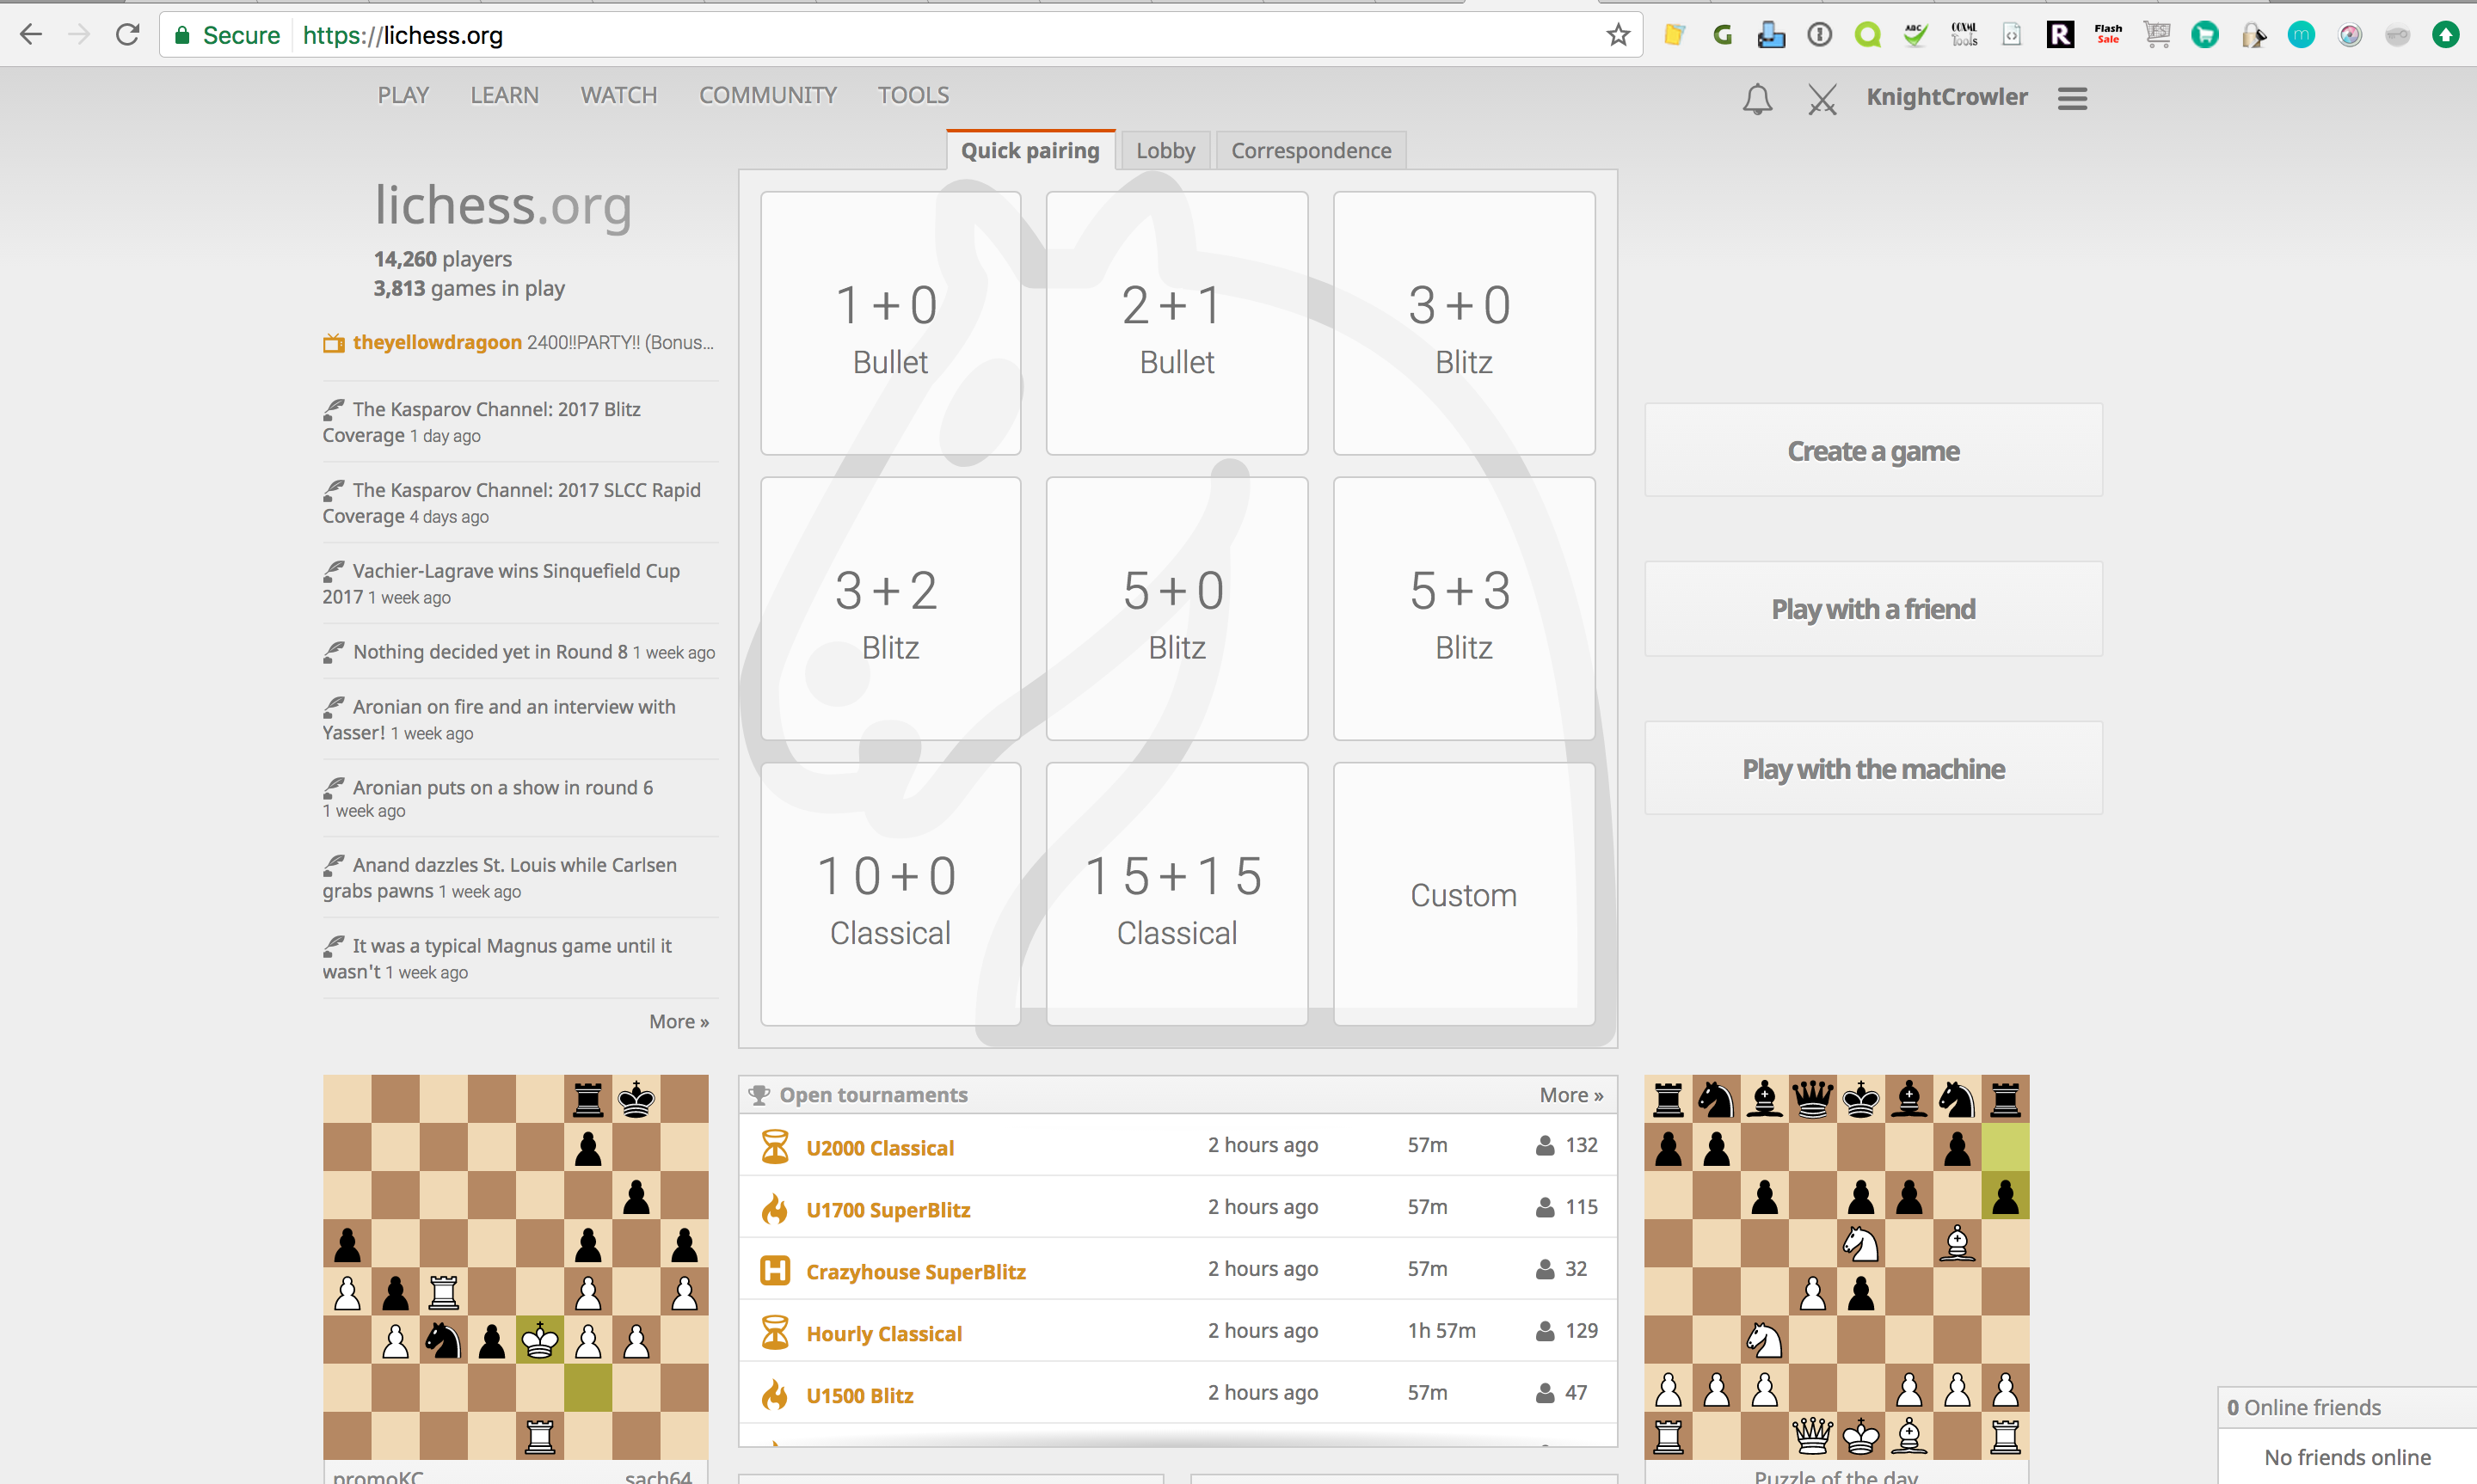 Secure https://lichess.org
ABC
CCXML
Tools
R
Flash
Sale
m
PLAY LEARN WATCH COMMUNITY TOOLS
KnightCrowler
Quick pairing Lobby Correspondence
lichess.org
14,260 players
3,813 games in play
theyellowdragoon 2400!!PARTY!! (Bonus...
The Kasparov Channel: 2017 Blitz
Coverage 1 day ago
The Kasparov Channel: 2017 SLCC Rapid
Coverage 4 days ago
Vachier-Lagrave wins Sinquefield Cup
2017 1 week ago
Nothing decided yet in Round 8 1 week ago
Aronian on fire and an interview with
Yasser! 1 week ago
Aronian puts on a show in round 6
1 week ago
Anand dazzles St. Louis while Carlsen
grabs pawns 1 week ago
It was a typical Magnus game until it
wasn't 1 week ago
More »
1+0
Bullet
2+1
Bullet
3+0
Blitz
3+2
Blitz
5+0
Blitz
5+3
Blitz
10+0
Classical
15+15
Classical
Custom
Create a game
Play with a friend
Play with the machine
Open tournaments More »
U2000 Classical 2 hours ago 57m 132
U1700 SuperBlitz 2 hours ago 57m 115
Crazyhouse SuperBlitz 2 hours ago 57m 32
Hourly Classical 2 hours ago 1h 57m 129
U1500 Blitz 2 hours ago 57m 47
promoKC sach64
Puzzle of the day
0 Online friends
No friends online